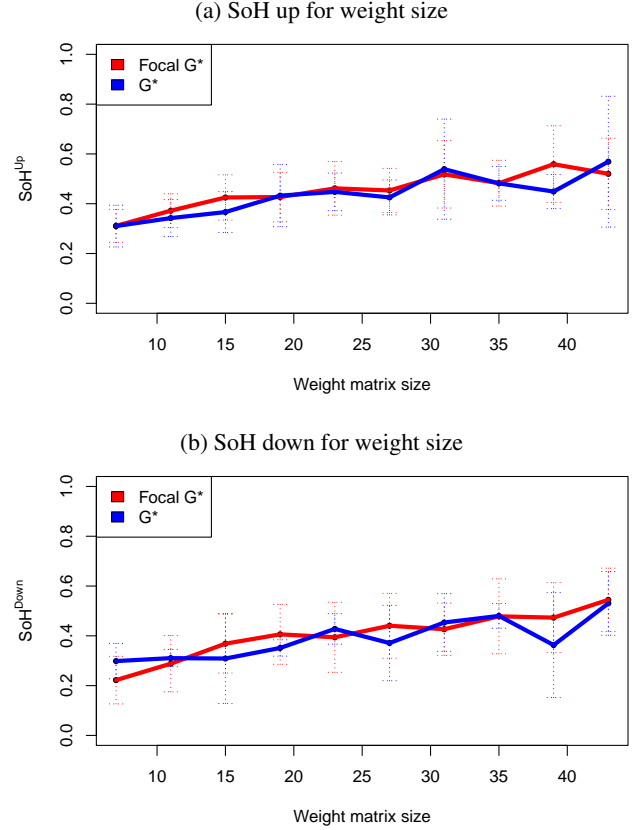 (a) SoH up for weight size
Focal G*
G*
1.0
0.8
0.6
0.4
0.2
0.0
SoH^Up
10 15 20 25 30 35 40
Weight matrix size
(b) SoH down for weight size
Focal G*
G*
1.0
0.8
0.6
0.4
0.2
0.0
SoH^Down
10 15 20 25 30 35 40
Weight matrix size